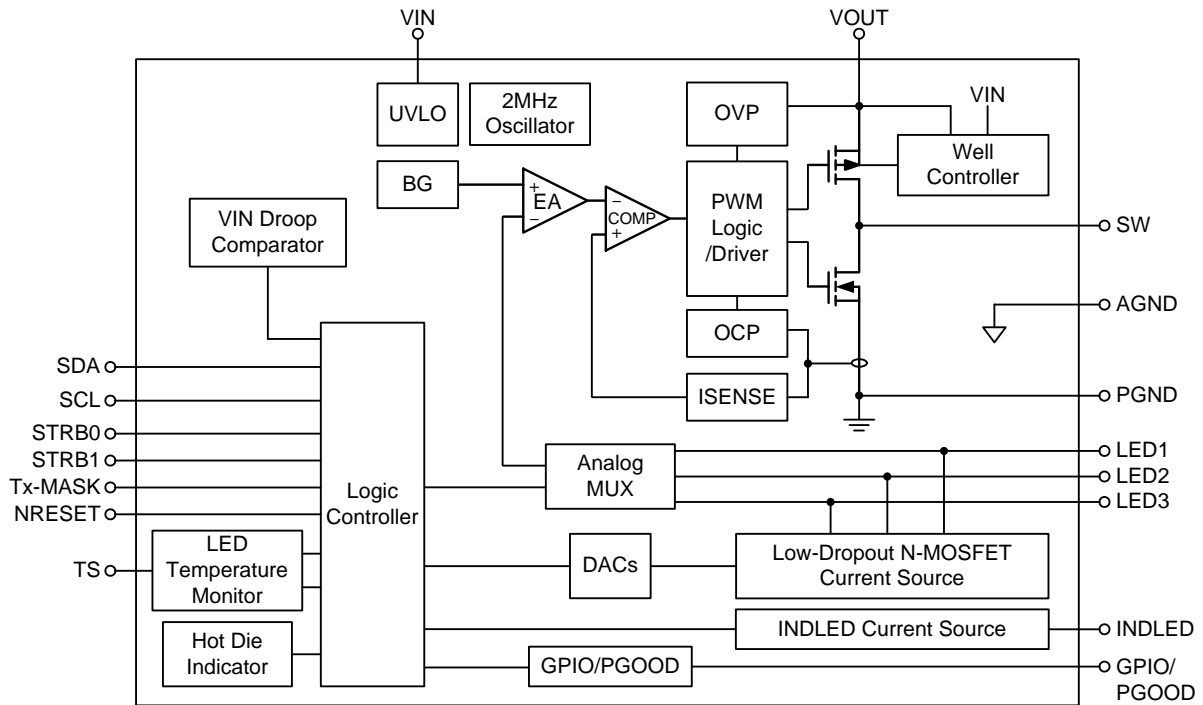 VIN
VOUT
UVLO
2MHz
Oscillator
OVP
VIN
Well
Controller
BG
+
EA
−
−
COMP
+
PWM
Logic
/Driver
VIN Droop
Comparator
SW
AGND
OCP
ISENSE
PGND
SDA
SCL
STRB0
STRB1
Tx-MASK
NRESET
TS
Logic
Controller
Analog
MUX
LED1
LED2
LED3
LED
Temperature
Monitor
DACs
Low-Dropout N-MOSFET
Current Source
Hot Die
Indicator
INDLED Current Source
INDLED
GPIO/PGOOD
GPIO/
PGOOD